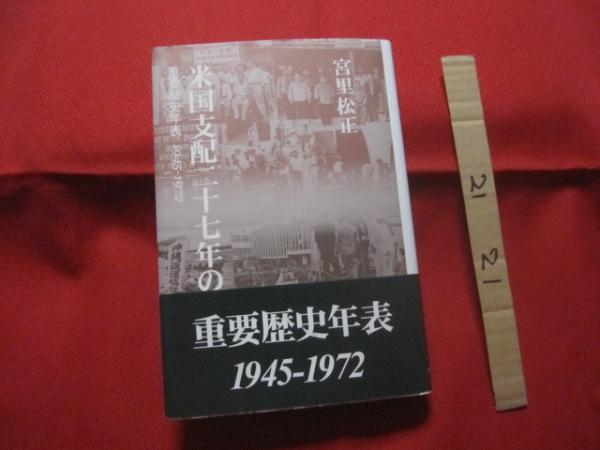 宮里松正
米国支配二十七年の
重要歴史年表 1945-1972
重要歴史年表
1945-1972
21
21